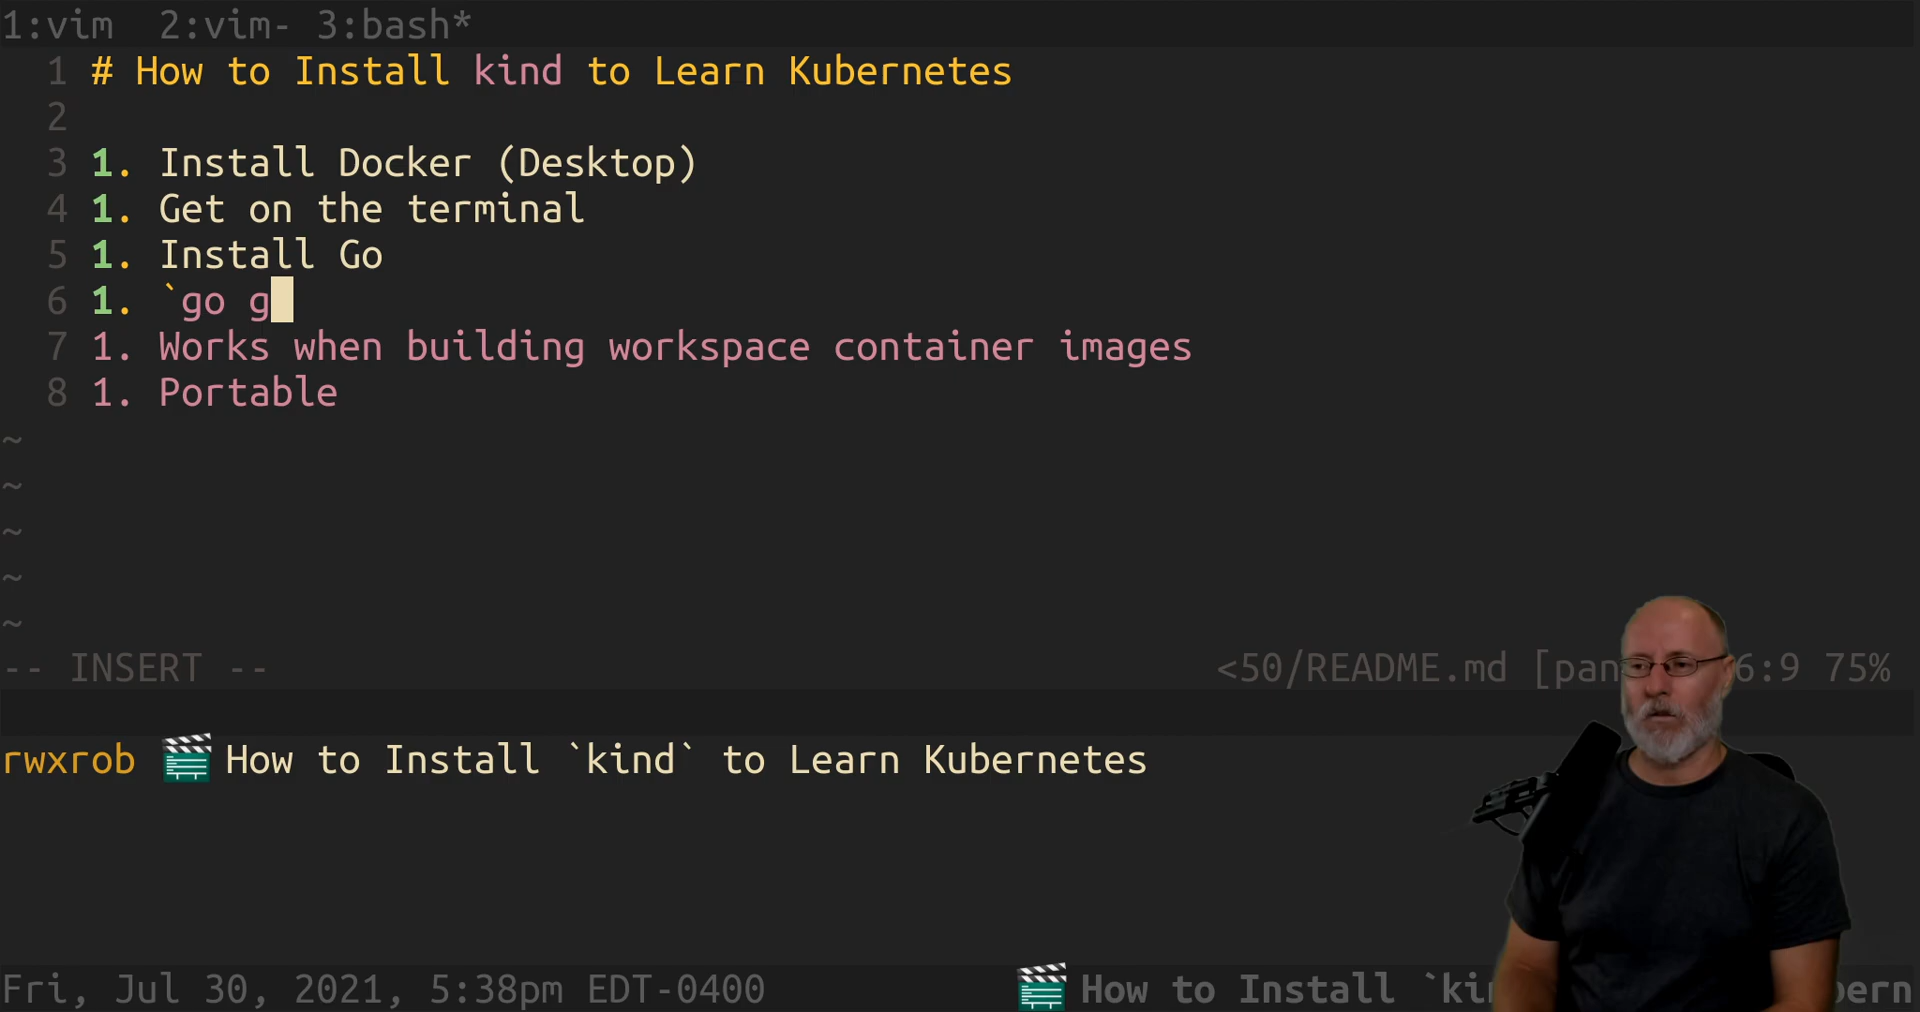 1:vim 2:vim- 3:bash*
1 # How to Install kind to Learn Kubernetes
2
3 1. Install Docker (Desktop)
4 1. Get on the terminal
5 1. Install Go
6 1. `go g
7 1. Works when building workspace container images
8 1. Portable
~
~
~
~
~
-- INSERT -- <50/README.md [pan 6:9 75%
rwxrob 🎬 How to Install `kind` to Learn Kubernetes
Fri, Jul 30, 2021, 5:38pm EDT-0400 🎬 How to Install `ki bern